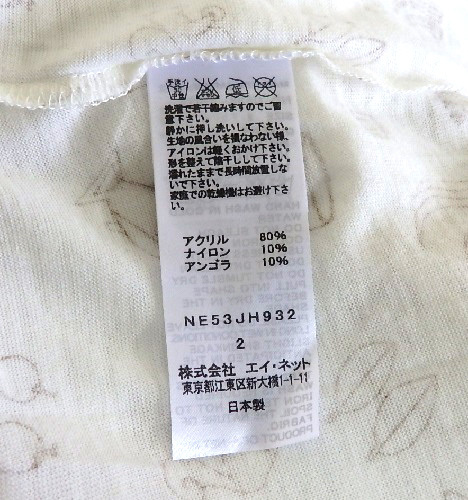 手洗イ
30
中性
洗濯で若干縮みますのでご留
意下さい。
静かに押し洗いして下さい。
生地の風合いを損なわない様、
アイロンは軽くおかけ下さい。
形を整えて陰干しして下さい。
濡れたままで長時間放置しな
いで下さい。
家庭での乾燥機はお避け下さ
い。
アクリル 80%
ナイロン 10%
アンゴラ 10%
NE53JH932
2
株式会社 エイ・ネット
東京都江東区新大橋1-1-11
日本製